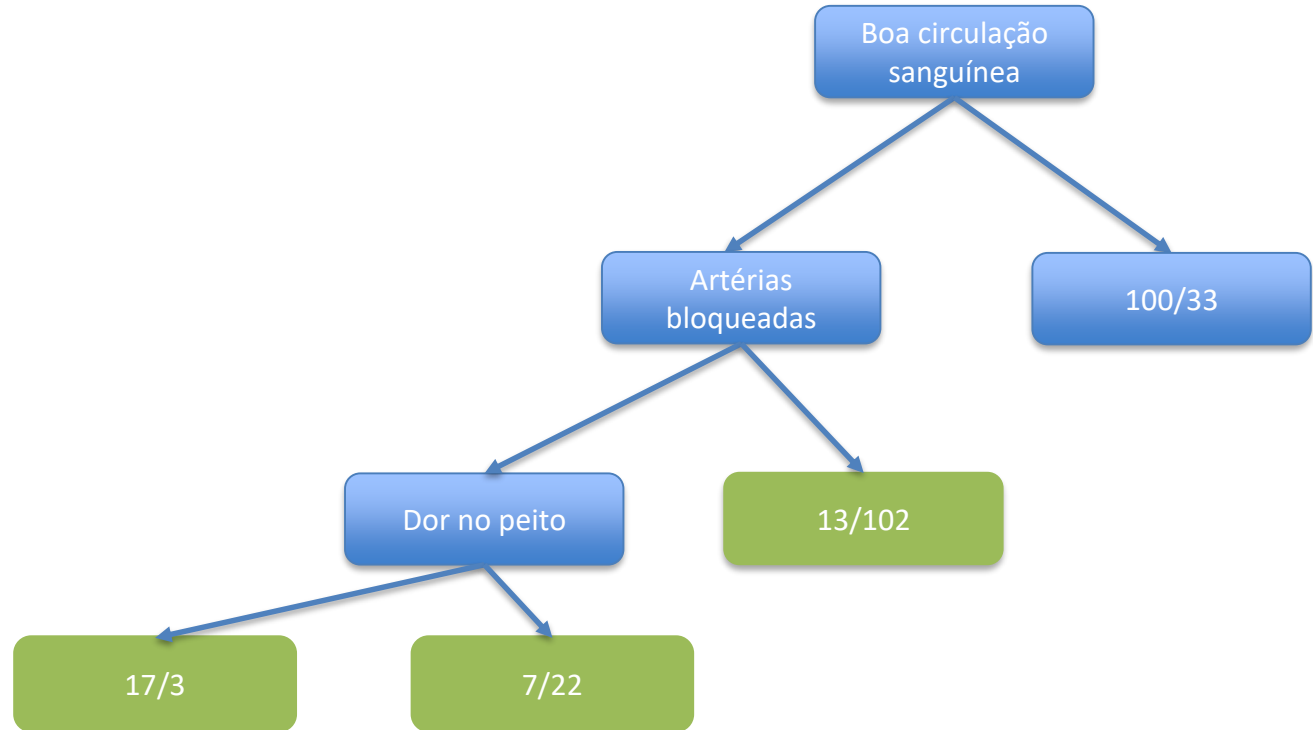 Boa circulação
sanguínea
Artérias
bloqueadas
100/33
Dor no peito
13/102
17/3
7/22